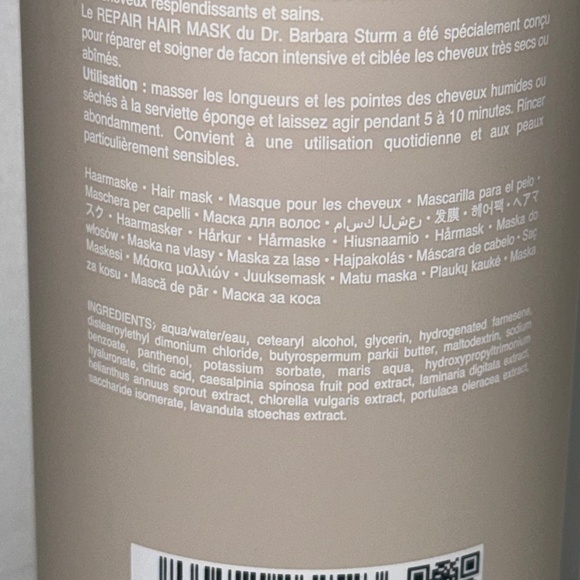 cheveux resplendissants et sains.
Le REPAIR HAIR MASK du Dr. Barbara Sturm a été spécialement conçu
pour réparer et soigner de facon intensive et ciblée les cheveux très secs ou
abîmés.
Utilisation : masser les longueurs et les pointes des cheveux humides ou
séchés à la serviette éponge et laissez agir pendant 5 à 10 minutes. Rincer
abondamment. Convient à une utilisation quotidienne et aux peaux
particulièrement sensibles.
Haarmaske • Hair mask • Masque pour les cheveux • Mascarilla para el pelo •
Maschera per capelli • Маска для волос • ماسك الشعر • 发膜 • 헤어팩 • ヘアマ
スク • Haarmasker • Hårkur • Hårmaske • Hiusnaamio • Hármask • Maska do
włosów • Maska na vlasy • Maska za lase • Hajpakolás • Máscara de cabelo • Saç
Maskesi • Μάσκα μαλλιών • Juuksemask • Matu maska • Plaukų kaukė • Maska
za kosu • Mască de păr • Маска за коса
INGREDIENTS〉 aqua/water/eau, cetearyl alcohol, glycerin, hydrogenated farnesene,
distearoylethyl dimonium chloride, butyrospermum parkii butter, maltodextrin, sodium
benzoate, panthenol, potassium sorbate, maris aqua, hydroxypropyltrimonium
hyaluronate, citric acid, caesalpinia spinosa fruit pod extract, laminaria digitata extract,
helianthus annuus sprout extract, chlorella vulgaris extract, portulaca oleracea extract,
saccharide isomerate, lavandula stoechas extract.